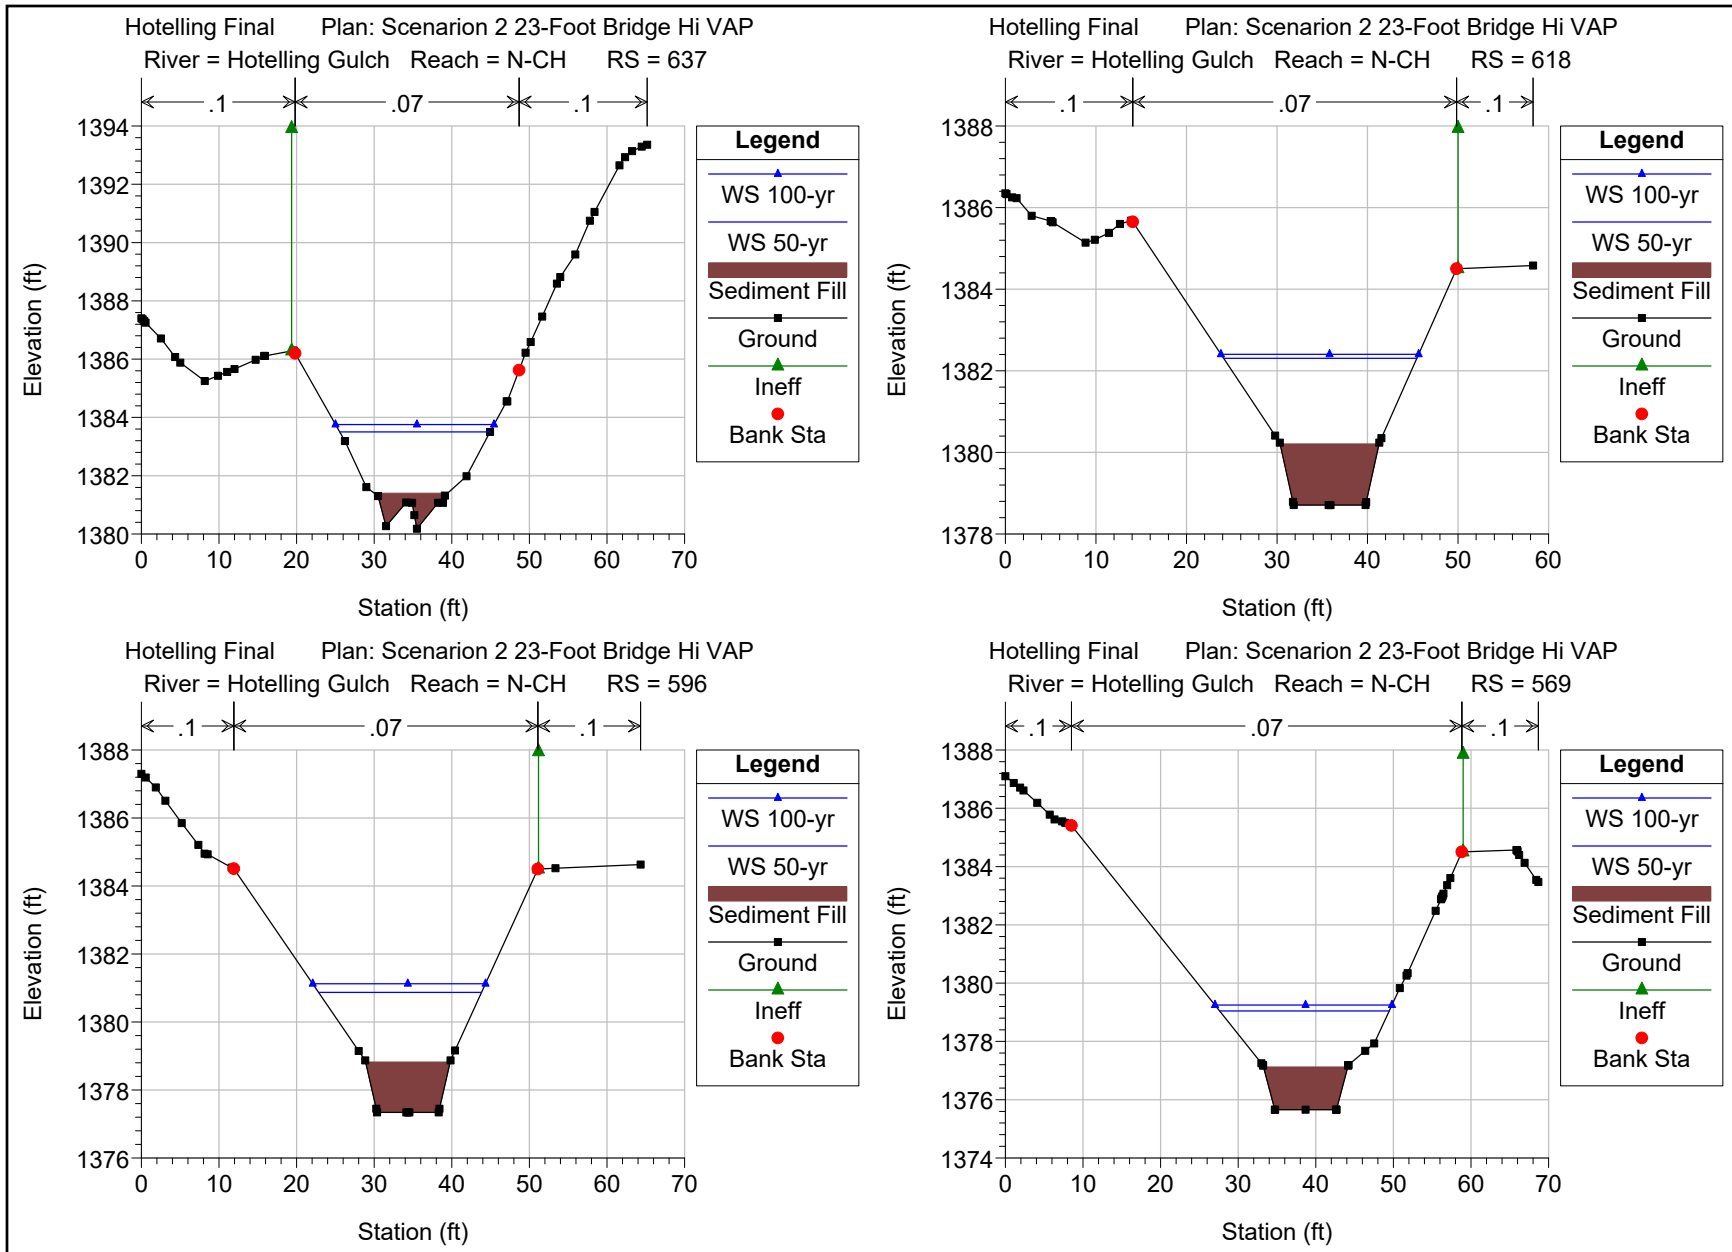 Hotelling Final Plan: Scenarion 2 23-Foot Bridge Hi VAP
River = Hotelling Gulch Reach = N-CH RS = 637
.1 .07 .1
1394
1392
1390
1388
1386
1384
1382
1380
0 10 20 30 40 50 60 70
Station (ft)
Elevation (ft)
Legend
WS 100-yr
WS 50-yr
Sediment Fill
Ground
Ineff
Bank Sta
Hotelling Final Plan: Scenarion 2 23-Foot Bridge Hi VAP
River = Hotelling Gulch Reach = N-CH RS = 618
.1 .07 .1
1388
1386
1384
1382
1380
1378
0 10 20 30 40 50 60
Station (ft)
Elevation (ft)
Legend
WS 100-yr
WS 50-yr
Sediment Fill
Ground
Ineff
Bank Sta
Hotelling Final Plan: Scenarion 2 23-Foot Bridge Hi VAP
River = Hotelling Gulch Reach = N-CH RS = 596
.1 .07 .1
1388
1386
1384
1382
1380
1378
1376
0 10 20 30 40 50 60 70
Station (ft)
Elevation (ft)
Legend
WS 100-yr
WS 50-yr
Sediment Fill
Ground
Ineff
Bank Sta
Hotelling Final Plan: Scenarion 2 23-Foot Bridge Hi VAP
River = Hotelling Gulch Reach = N-CH RS = 569
.1 .07 .1
1388
1386
1384
1382
1380
1378
1376
1374
0 10 20 30 40 50 60 70
Station (ft)
Elevation (ft)
Legend
WS 100-yr
WS 50-yr
Sediment Fill
Ground
Ineff
Bank Sta